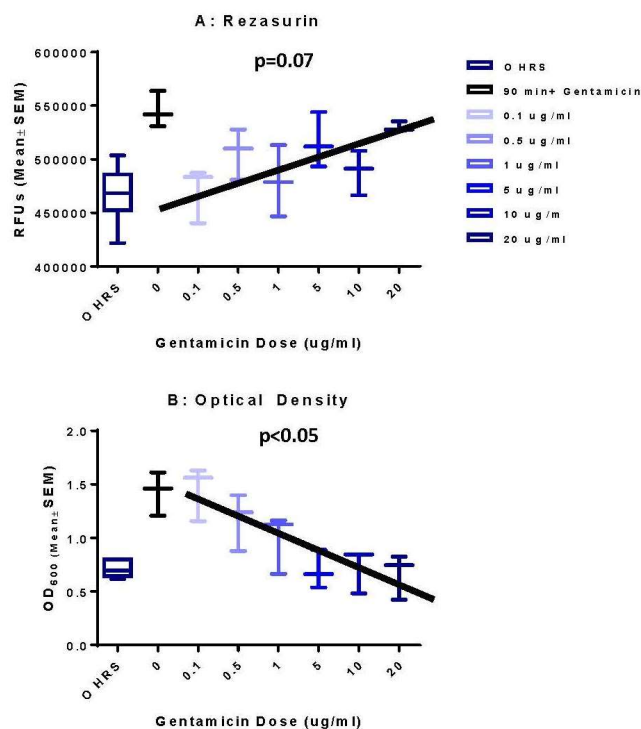 A: Rezasurin
p=0.07
RFUs (Mean± SEM)
600000
550000
500000
450000
400000
O HRS
0
0.1
0.5
1
5
10
20
Gentamicin Dose (ug/ml)
O HRS
90 min+ Gentamicin
0.1 ug/ml
0.5 ug/ml
1 ug/ml
5 ug/ml
10 ug/m
20 ug/ml
B: Optical Density
p<0.05
OD600 (Mean± SEM)
2.0
1.5
1.0
0.5
0.0
O HRS
0
0.1
0.5
1
5
10
20
Gentamicin Dose (ug/ml)